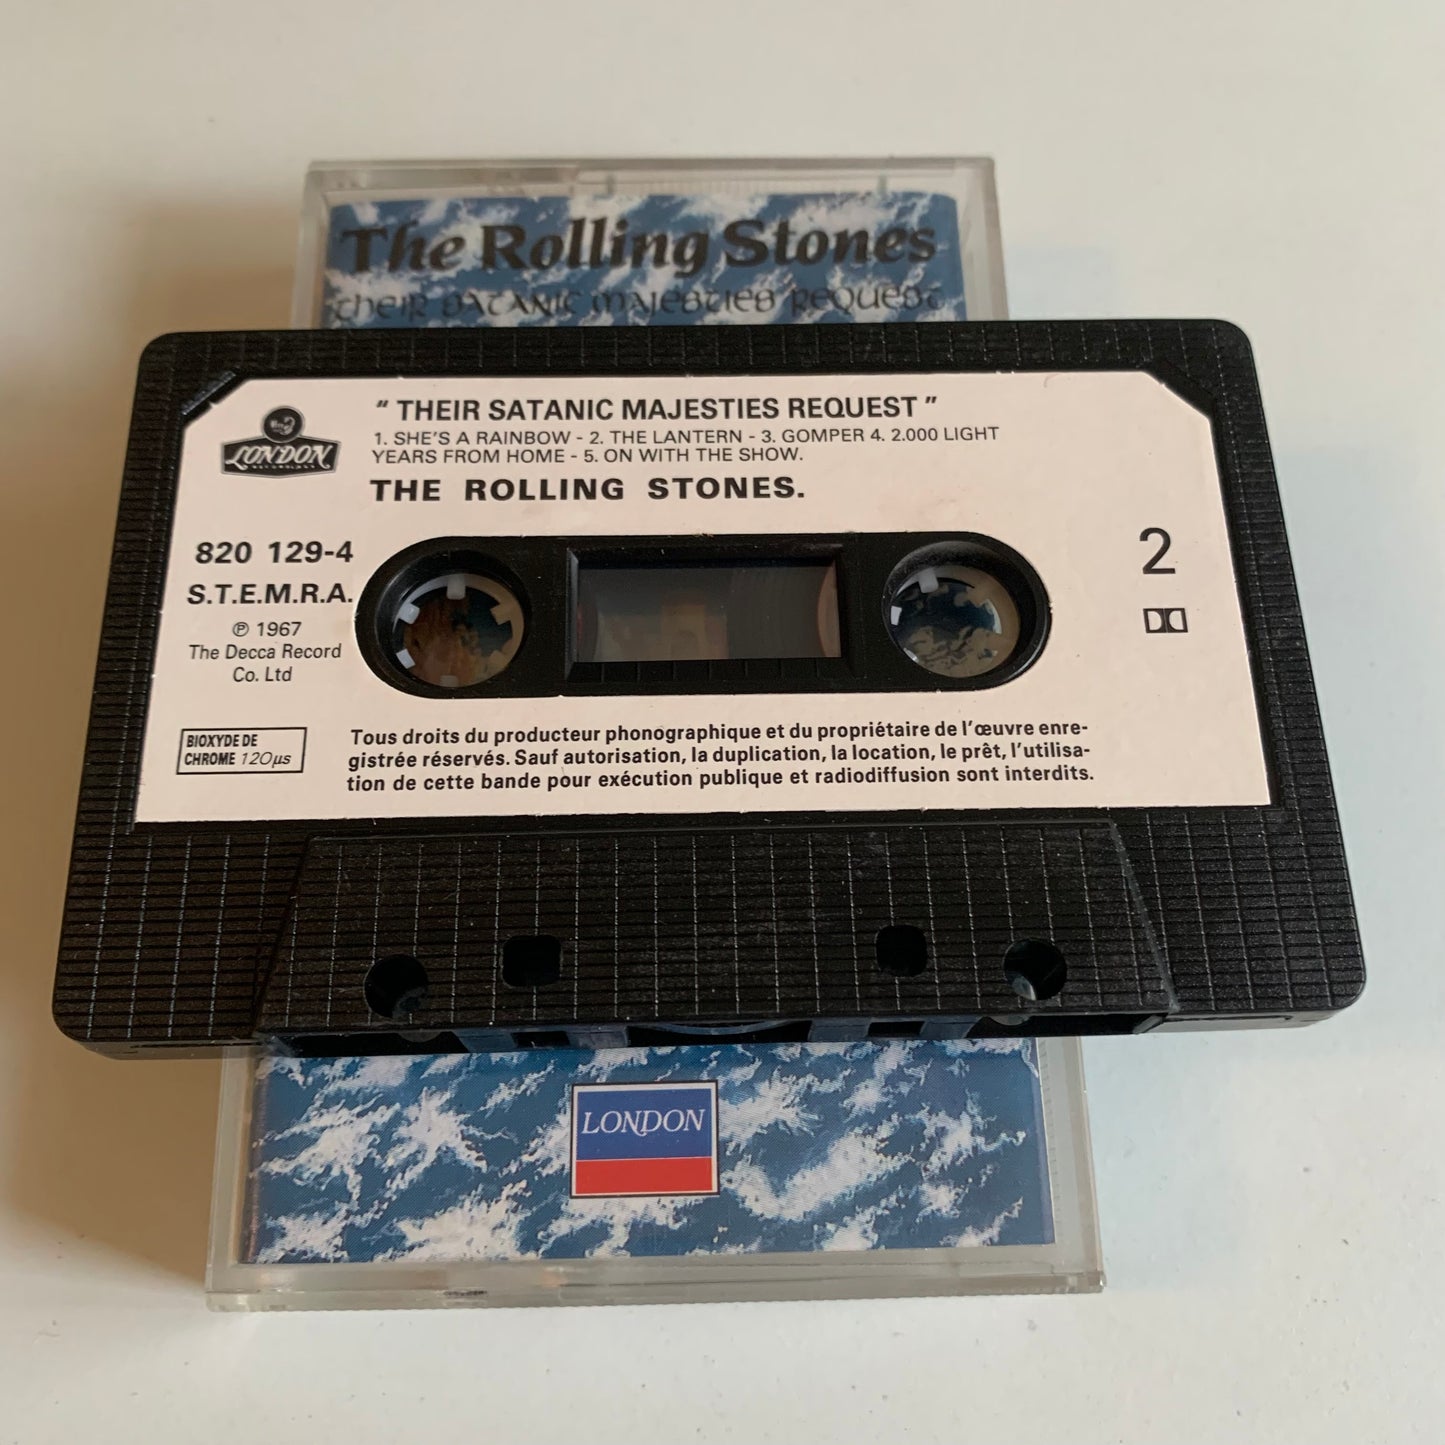 The Rolling Stones
their satanic majesties request
" THEIR SATANIC MAJESTIES REQUEST "
1. SHE'S A RAINBOW - 2. THE LANTERN - 3. GOMPER 4. 2.000 LIGHT
YEARS FROM HOME - 5. ON WITH THE SHOW.
LONDON
THE ROLLING STONES.
820 129-4
S.T.E.M.R.A.
℗ 1967
The Decca Record
Co. Ltd
2
BIOXYDE DE
CHROME 120µs
Tous droits du producteur phonographique et du propriétaire de l'œuvre enre-
gistrée réservés. Sauf autorisation, la duplication, la location, le prêt, l'utilisa-
tion de cette bande pour exécution publique et radiodiffusion sont interdits.
LONDON